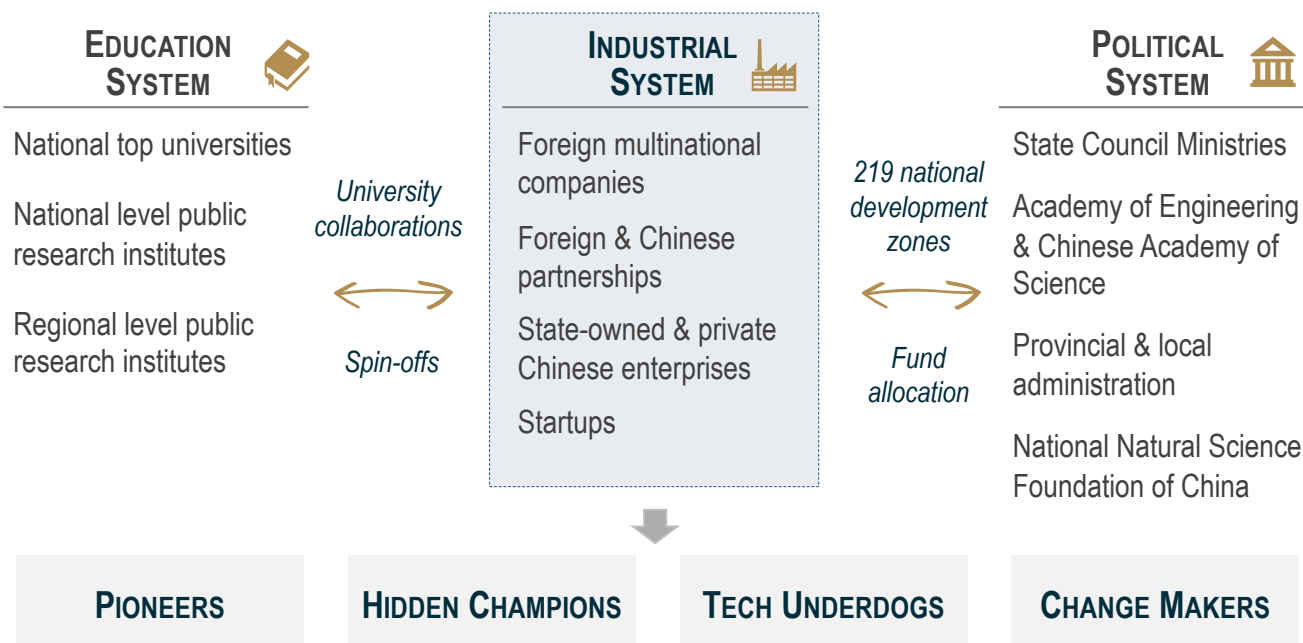 EDUCATION
SYSTEM
National top universities
National level public
research institutes
Regional level public
research institutes
University
collaborations
Spin-offs
INDUSTRIAL
SYSTEM
Foreign multinational
companies
Foreign & Chinese
partnerships
State-owned & private
Chinese enterprises
Startups
219 national
development
zones
Fund
allocation
POLITICAL
SYSTEM
State Council Ministries
Academy of Engineering
& Chinese Academy of
Science
Provincial & local
administration
National Natural Science
Foundation of China
PIONEERS
HIDDEN CHAMPIONS
TECH UNDERDOGS
CHANGE MAKERS